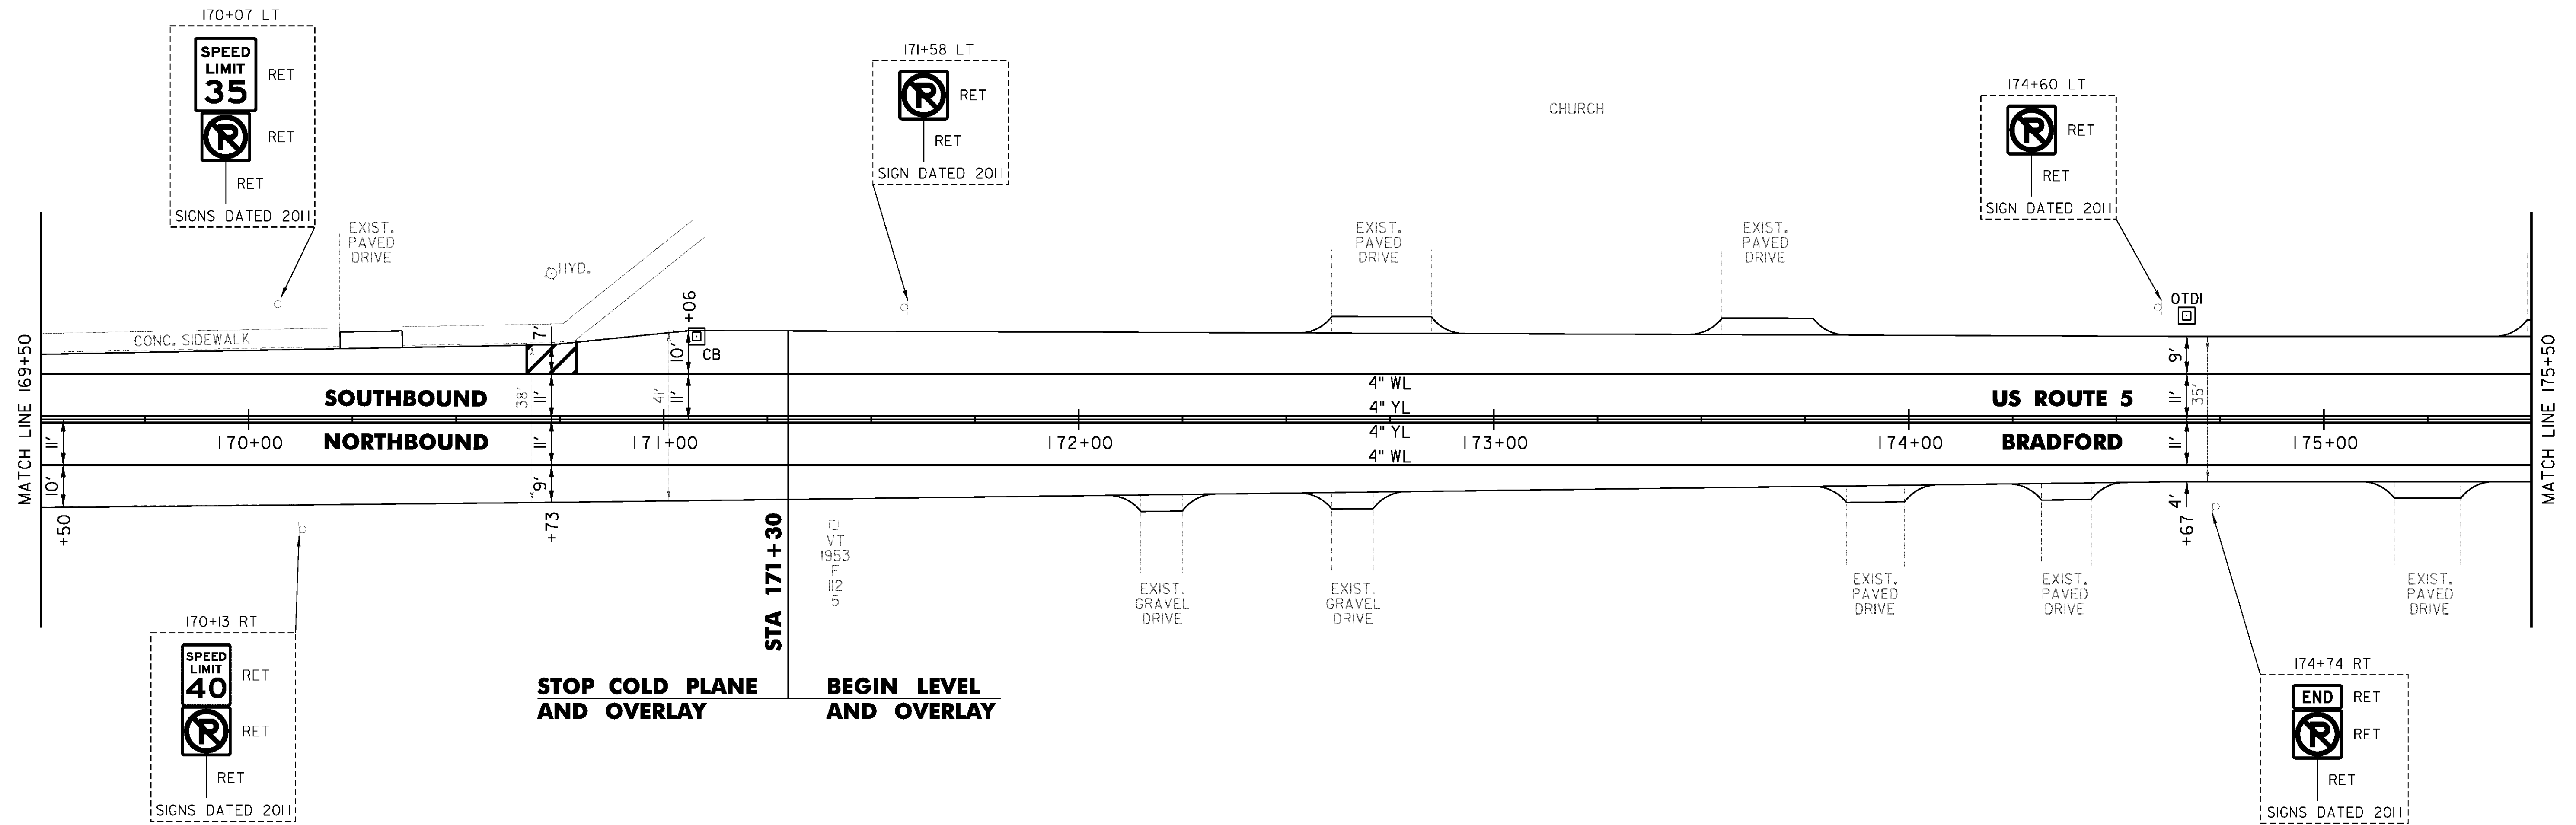 170+07 LT
SPEED
LIMIT
35
RET
P
RET
RET
SIGNS DATED 2011
171+58 LT
P
RET
RET
SIGN DATED 2011
CHURCH
174+60 LT
P
RET
RET
SIGN DATED 2011
EXIST.
PAVED
DRIVE
HYD.
EXIST.
PAVED
DRIVE
EXIST.
PAVED
DRIVE
CONC. SIDEWALK
7'
+06
10'
CB
OTDI
9'
MATCH LINE 169+50
SOUTHBOUND
38'
11'
41'
11'
4" WL
4" YL
US ROUTE 5
11'
35'
MATCH LINE 175+50
11'
170+00
NORTHBOUND
11'
171+00
172+00
4" YL
4" WL
173+00
174+00
BRADFORD
11'
175+00
10'
+50
9'
+73
4'
+67
STA 171+30
VT
1953
F
112
5
EXIST.
GRAVEL
DRIVE
EXIST.
GRAVEL
DRIVE
EXIST.
PAVED
DRIVE
EXIST.
PAVED
DRIVE
EXIST.
PAVED
DRIVE
170+13 RT
SPEED
LIMIT
40
RET
P
RET
RET
SIGNS DATED 2011
STOP COLD PLANE
AND OVERLAY
BEGIN LEVEL
AND OVERLAY
174+74 RT
END
RET
P
RET
RET
SIGNS DATED 2011